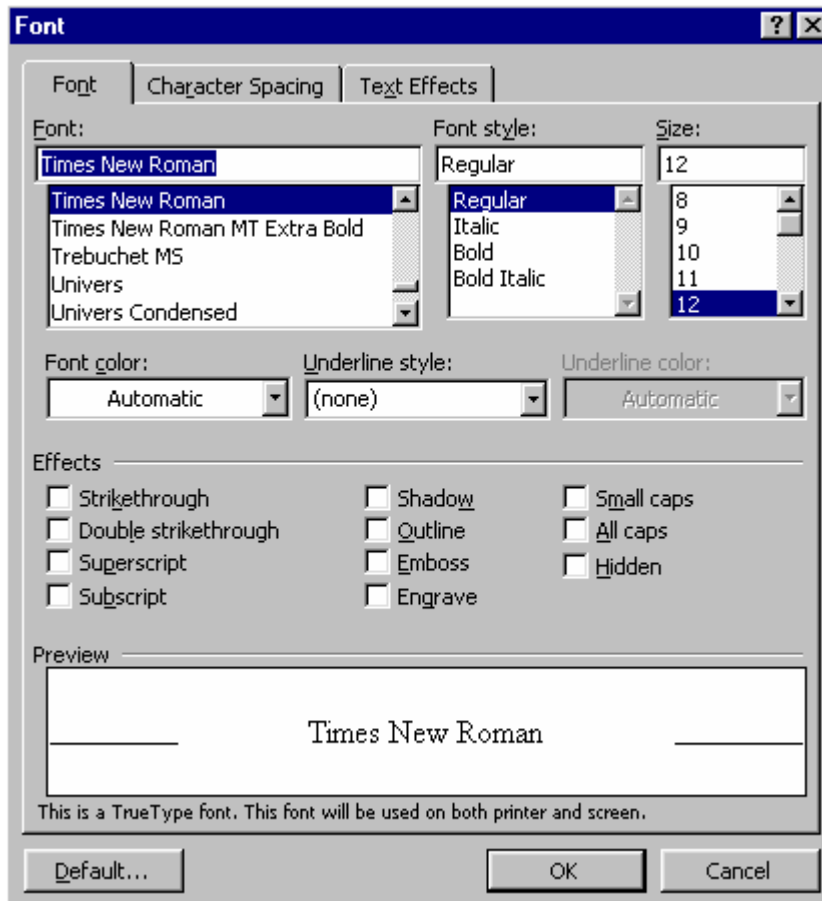 Font
Font Character Spacing Text Effects
Font: Font style: Size:
Times New Roman Regular 12
Times New Roman Regular 8
Times New Roman MT Extra Bold Italic 9
Trebuchet MS Bold 10
Univers Bold Italic 11
Univers Condensed 12
Font color: Underline style: Underline color:
Automatic (none) Automatic
Effects
Strikethrough Shadow Small caps
Double strikethrough Outline All caps
Superscript Emboss Hidden
Subscript Engrave
Preview
Times New Roman
This is a TrueType font. This font will be used on both printer and screen.
Default... OK Cancel